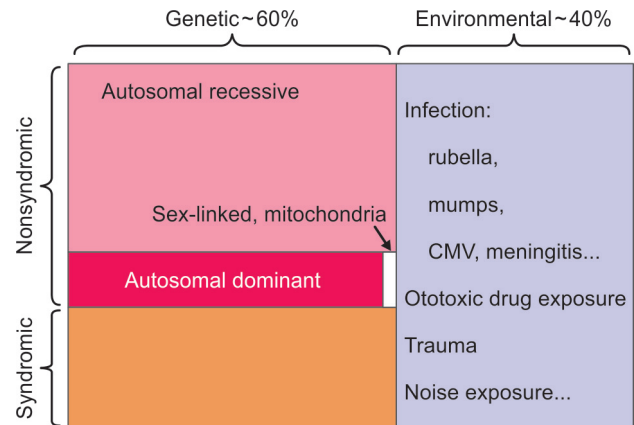 Genetic~60%
Environmental~40%
Nonsyndromic
Syndromic
Autosomal recessive
Sex-linked, mitochondria
Autosomal dominant
Infection:
rubella,
mumps,
CMV, meningitis...
Ototoxic drug exposure
Trauma
Noise exposure...